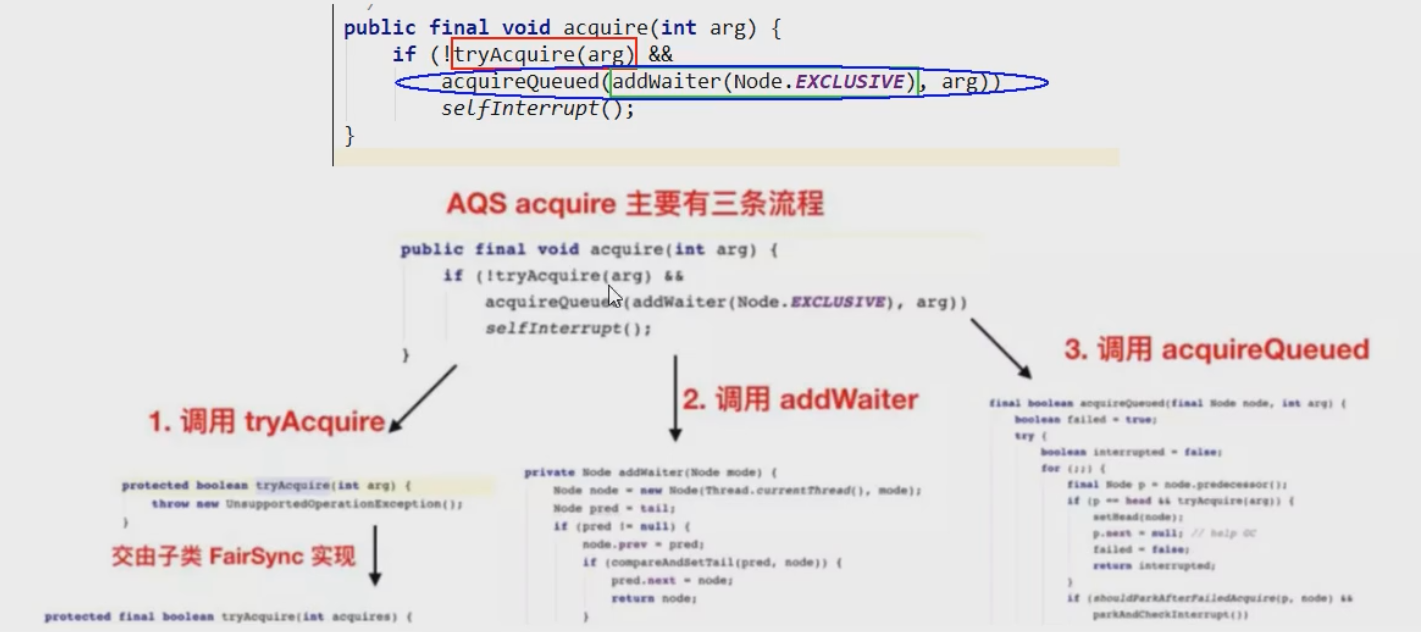 public final void acquire(int arg) {
if (!tryAcquire(arg) &&
acquireQueued(addWaiter(Node.EXCLUSIVE), arg))
selfInterrupt();
}
AQS acquire 主要有三条流程
public final void acquire(int arg) {
if (!tryAcquire(arg) &&
acquireQueued(addWaiter(Node.EXCLUSIVE), arg))
selfInterrupt();
}
1. 调用 tryAcquire
protected boolean tryAcquire(int arg) {
throw new UnsupportedOperationException();
}
交由子类 FairSync 实现
protected final boolean tryAcquire(int acquires) {
2. 调用 addWaiter
private Node addWaiter(Node mode) {
Node node = new Node(Thread.currentThread(), mode);
Node pred = tail;
if (pred != null) {
node.prev = pred;
if (compareAndSetTail(pred, node)) {
pred.next = node;
return node;
}
3. 调用 acquireQueued
final boolean acquireQueued(final Node node, int arg) {
boolean failed = true;
try {
boolean interrupted = false;
for (;;) {
final Node p = node.predecessor();
if (p == head && tryAcquire(arg)) {
setHead(node);
p.next = null; // help GC
failed = false;
return interrupted;
}
if (shouldParkAfterFailedAcquire(p, node) &&
parkAndCheckInterrupt())